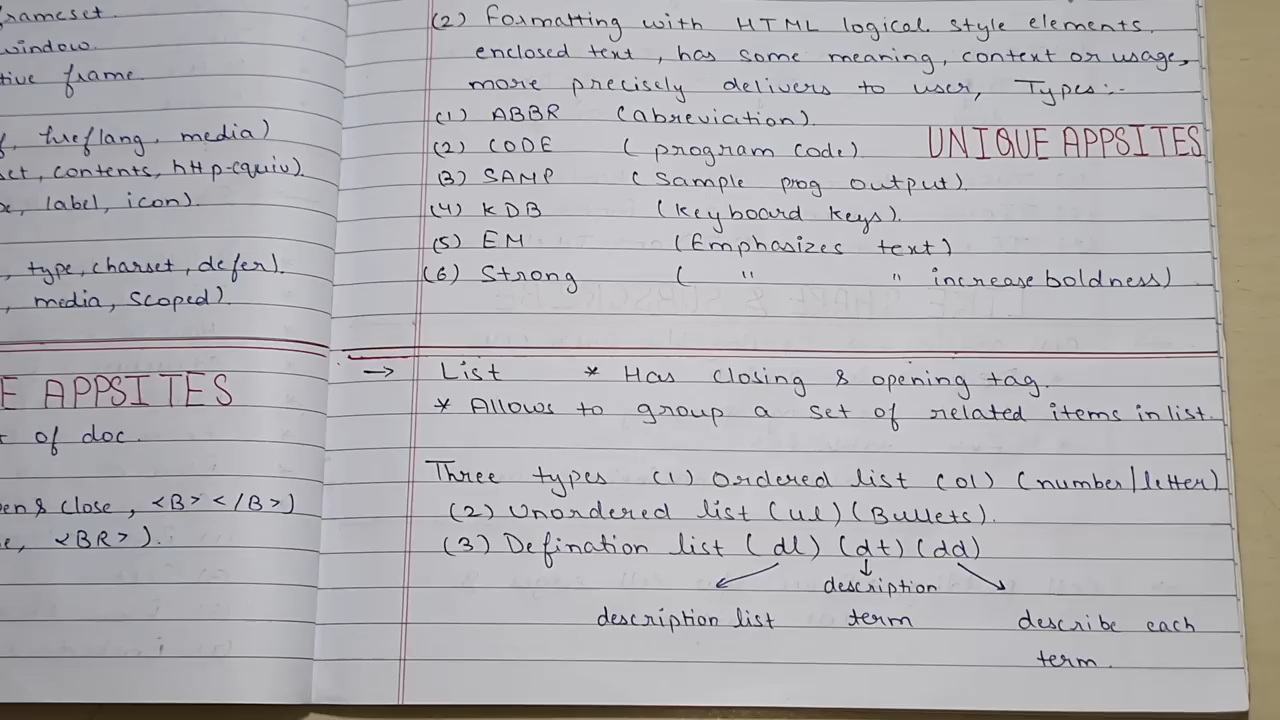 frameset.
window.
tive frame.
f, hreflang, media)
ct, contents, http-equiv).
e, label, icon).
, type, charset, defer).
, media, scoped).
E APPSITES
t of doc.
en & close, <B> </B>)
e, <BR>).
(2) Formatting with HTML logical style elements.
enclosed text, has some meaning, context or usage,
more precisely delivers to user, Types:-
(1) ABBR (abreviation).
(2) CODE (program code).
UNIQUE APPSITES
(3) SAMP (Sample prog output).
(4) KDB (Keyboard keys).
(5) EM (Emphasizes text)
(6) Strong ( " " increase boldness)
→ List * Has closing & opening tag.
* Allows to group a set of related items in list.
Three types (1) Ordered list (ol) (number/letter)
(2) Unordered list (ul) (Bullets).
(3) Defination list (dl) (dt) (dd)
description
description list term describe each
term.